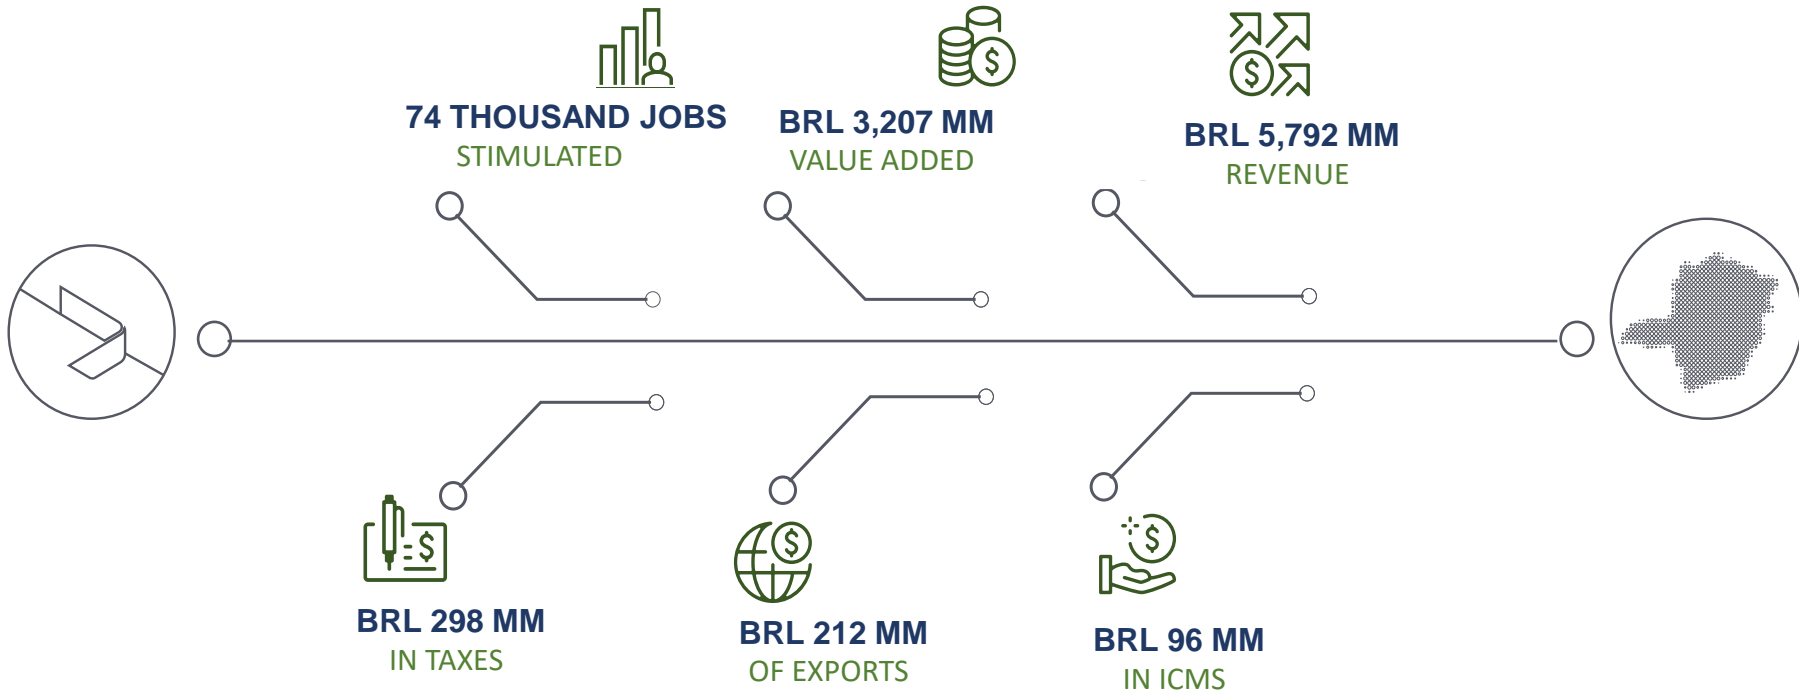 74 THOUSAND JOBS
STIMULATED
BRL 3,207 MM
VALUE ADDED
BRL 5,792 MM
REVENUE
BRL 298 MM
IN TAXES
BRL 212 MM
OF EXPORTS
BRL 96 MM
IN ICMS